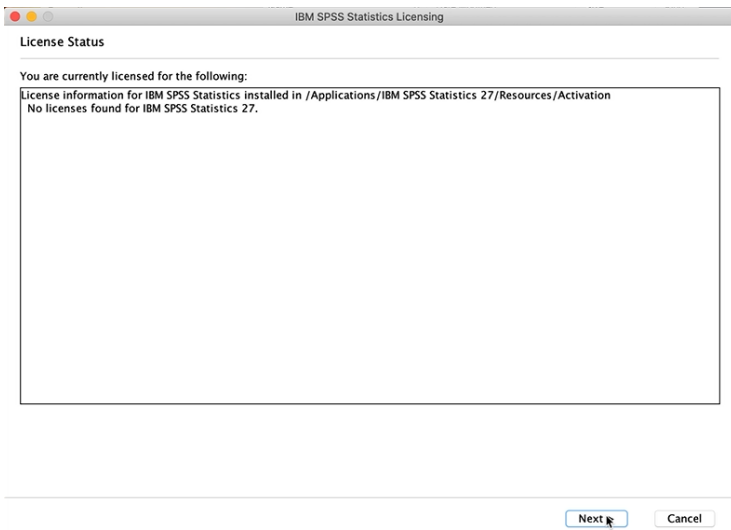 IBM SPSS Statistics Licensing
License Status
You are currently licensed for the following:
License information for IBM SPSS Statistics installed in /Applications/IBM SPSS Statistics 27/Resources/Activation
No licenses found for IBM SPSS Statistics 27.
Next >
Cancel